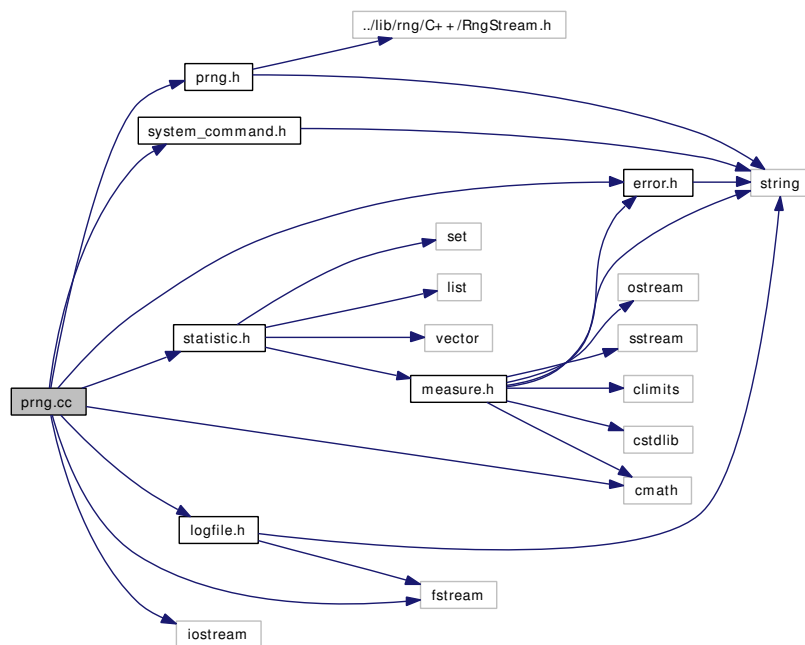 ../lib/rng/C++/RngStream.h
prng.h
system_command.h
error.h
string
set
list
ostream
statistic.h
vector
sstream
measure.h
climits
prng.cc
cstdlib
cmath
logfile.h
fstream
iostream